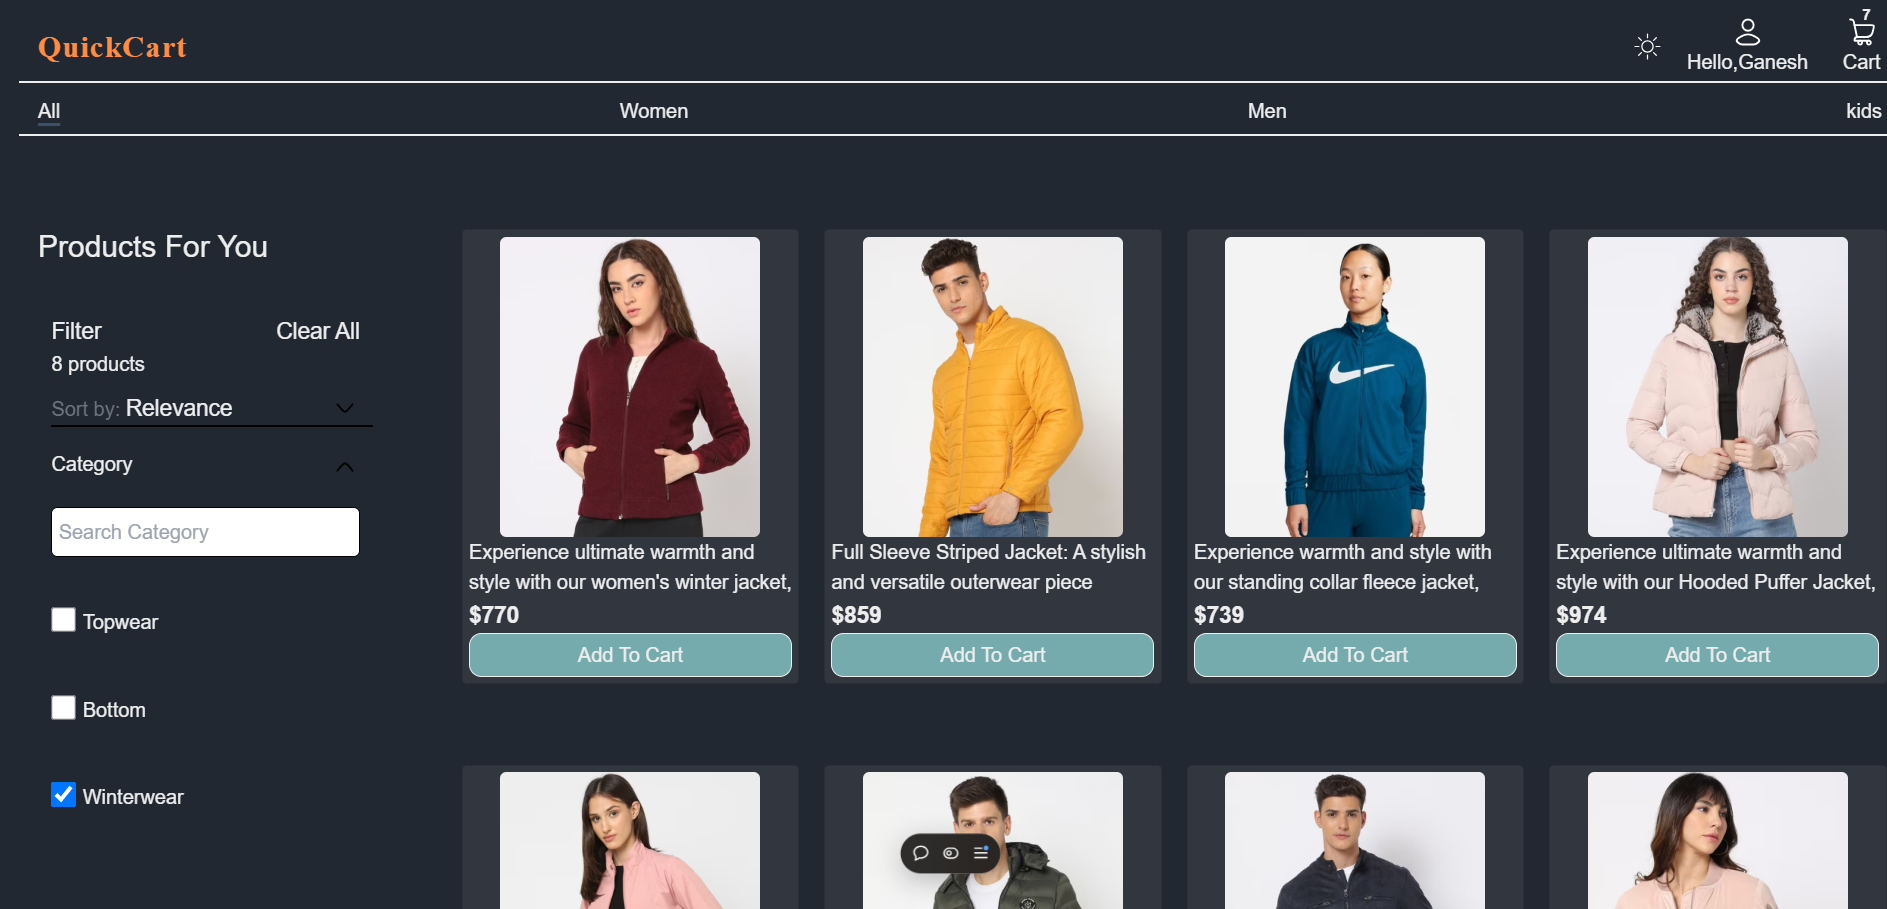 QuickCart
Hello,Ganesh
7
Cart
All
Women
Men
kids
Products For You
Filter
Clear All
8 products
Sort by: Relevance
Category
Search Category
Topwear
Bottom
Winterwear
Experience ultimate warmth and
style with our women's winter jacket,
$770
Add To Cart
Full Sleeve Striped Jacket: A stylish
and versatile outerwear piece
$859
Add To Cart
Experience warmth and style with
our standing collar fleece jacket,
$739
Add To Cart
Experience ultimate warmth and
style with our Hooded Puffer Jacket,
$974
Add To Cart